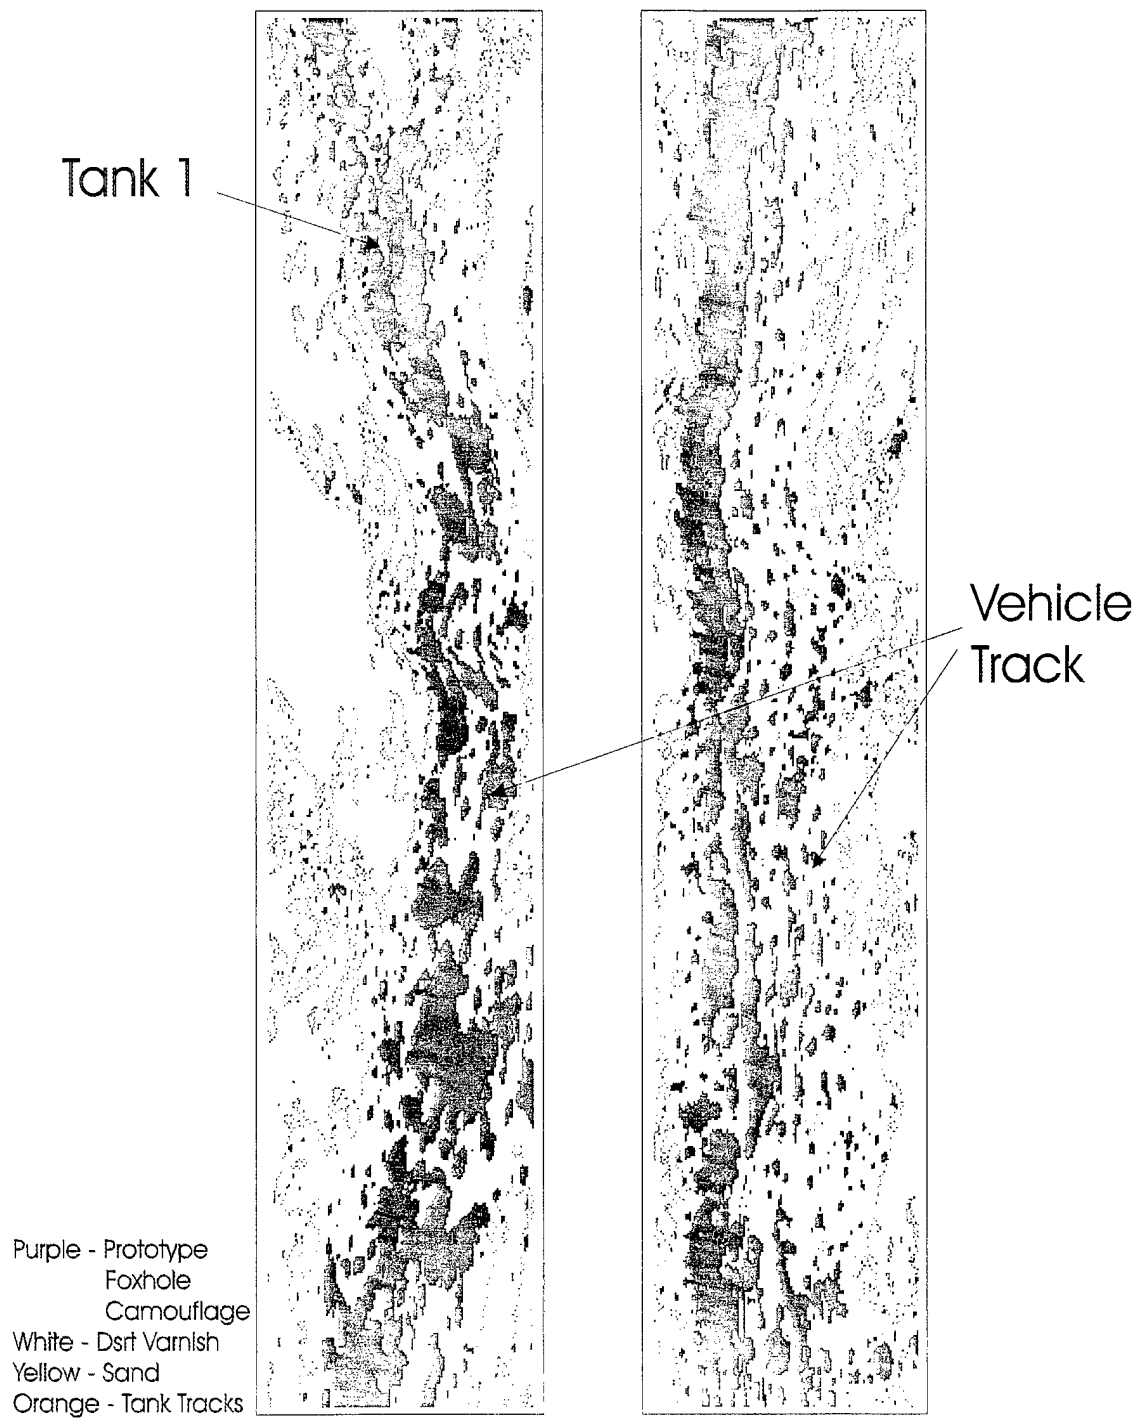 Tank 1
Vehicle
Track
Purple - Prototype
Foxhole
Camouflage
White - Dsrt Varnish
Yellow - Sand
Orange - Tank Tracks